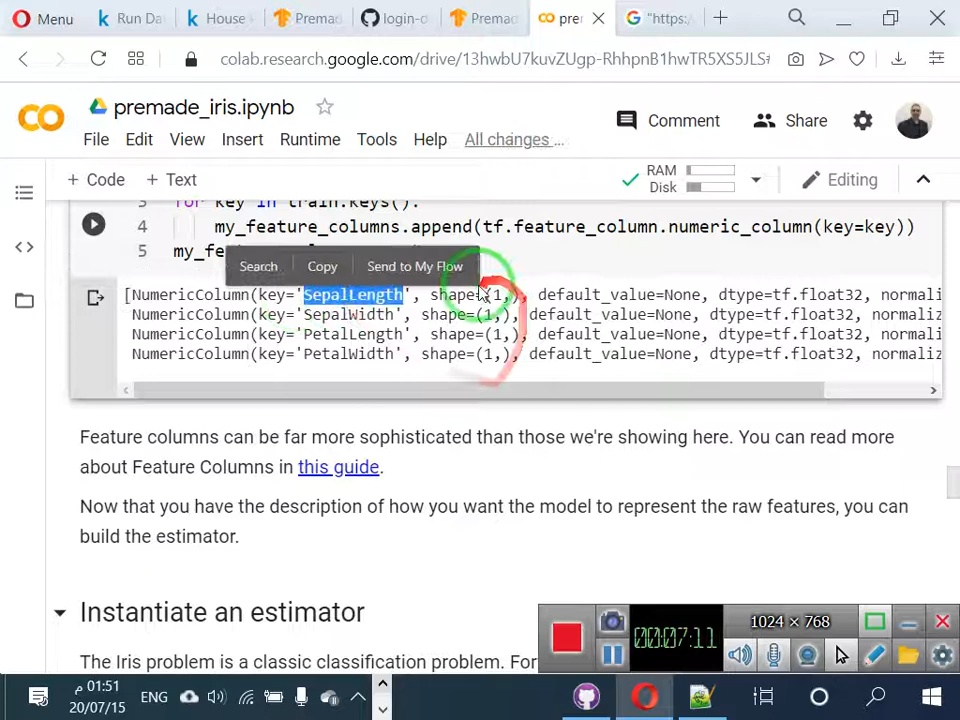 Menu
Run Da
House
Premad
login-d
Premad
pre
"https:/
colab.research.google.com/drive/13hwbU7kuvZUgp-RhhpnB1hwTR5XS5JLS#
premade_iris.ipynb
Comment
Share
File Edit View Insert Runtime Tools Help All changes ...
+ Code + Text
RAM
Disk
Editing
3 for key in train.keys():
4 my_feature_columns.append(tf.feature_column.numeric_column(key=key))
5 my_fe
Search Copy Send to My Flow
[NumericColumn(key='SepalLength', shape=(1,), default_value=None, dtype=tf.float32, normali
NumericColumn(key='SepalWidth', shape=(1,), default_value=None, dtype=tf.float32, normaliz
NumericColumn(key='PetalLength', shape=(1,), default_value=None, dtype=tf.float32, normali
NumericColumn(key='PetalWidth', shape=(1,), default_value=None, dtype=tf.float32, normaliz
Feature columns can be far more sophisticated than those we're showing here. You can read more
about Feature Columns in this guide.
Now that you have the description of how you want the model to represent the raw features, you can
build the estimator.
Instantiate an estimator
The Iris problem is a classic classification problem. For
1024 × 768
00:07:11
01:51 م
20/07/15
ENG